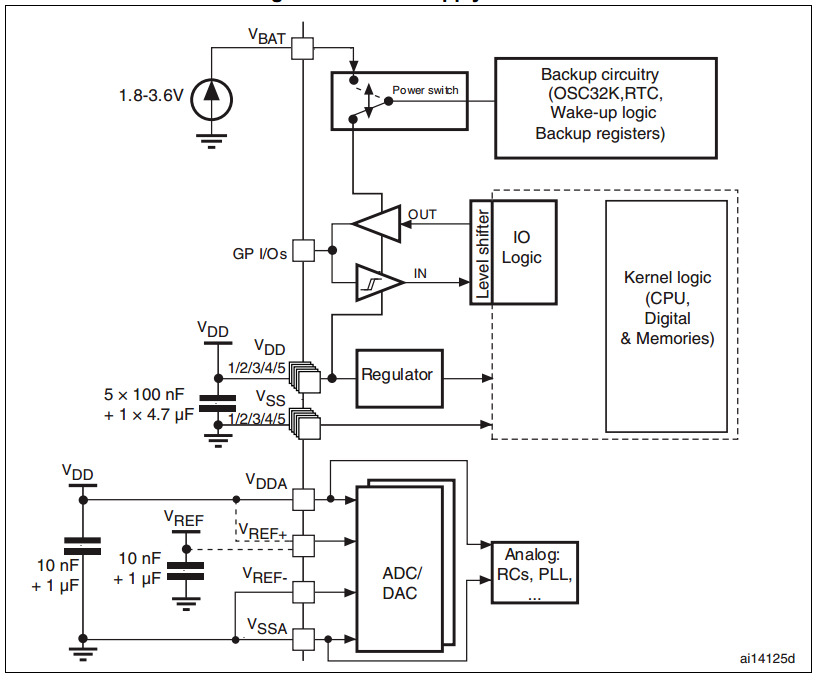 VBAT
1.8-3.6V
Power switch
Backup circuitry
(OSC32K,RTC,
Wake-up logic
Backup registers)
GP I/Os
OUT
IN
Level shifter
IO
Logic
Kernel logic
(CPU,
Digital
& Memories)
VDD
VDD
1/2/3/4/5
Regulator
5 × 100 nF
+ 1 × 4.7 µF
VSS
1/2/3/4/5
VDD
VDDA
VREF
VREF+
10 nF
+ 1 µF
10 nF
+ 1 µF
VREF-
VSSA
ADC/
DAC
Analog:
RCs, PLL,
...
ai14125d